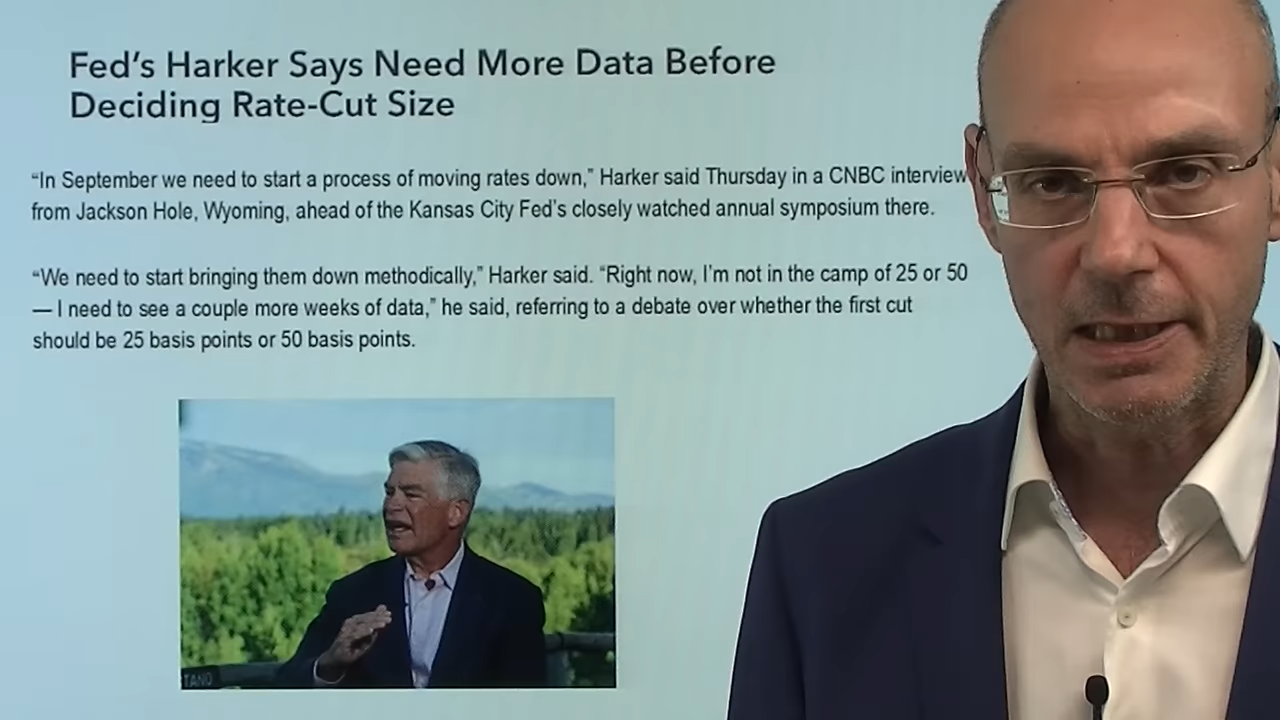 Fed’s Harker Says Need More Data Before
Deciding Rate-Cut Size
“In September we need to start a process of moving rates down,” Harker said Thursday in a CNBC interview
from Jackson Hole, Wyoming, ahead of the Kansas City Fed’s closely watched annual symposium there.
“We need to start bringing them down methodically,” Harker said. “Right now, I’m not in the camp of 25 or 50
— I need to see a couple more weeks of data,” he said, referring to a debate over whether the first cut
should be 25 basis points or 50 basis points.
TANO